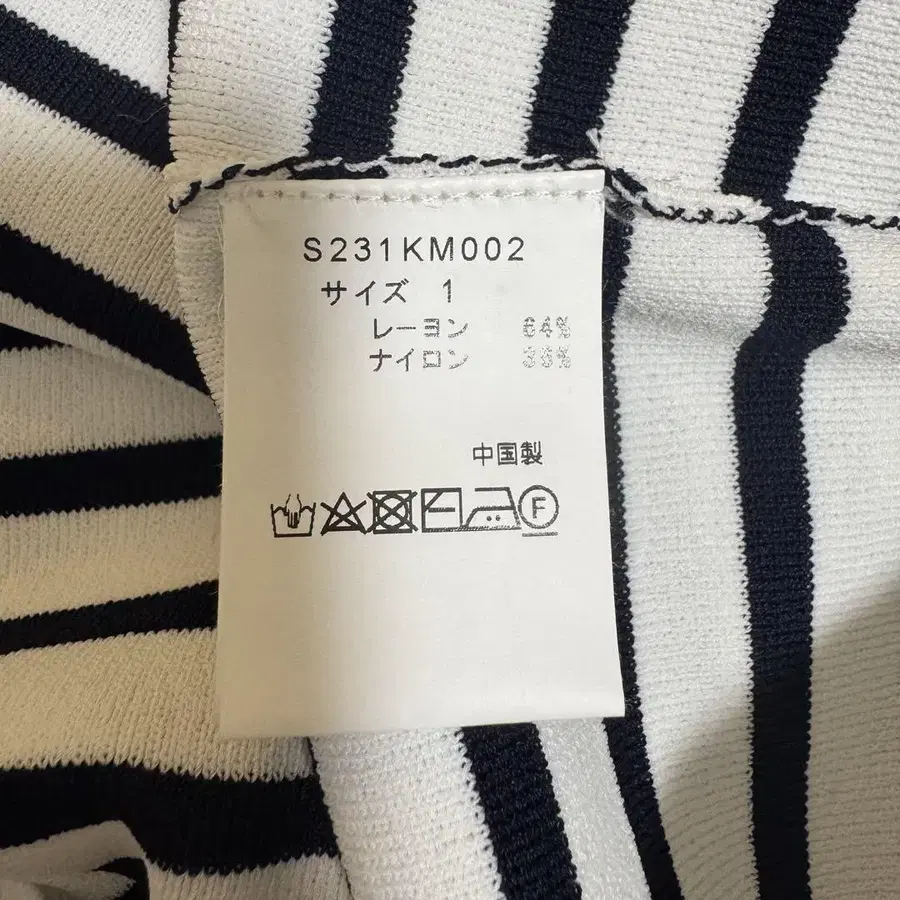 S231KM002
サイズ 1
レーヨン 64%
ナイロン 36%
中国製
F